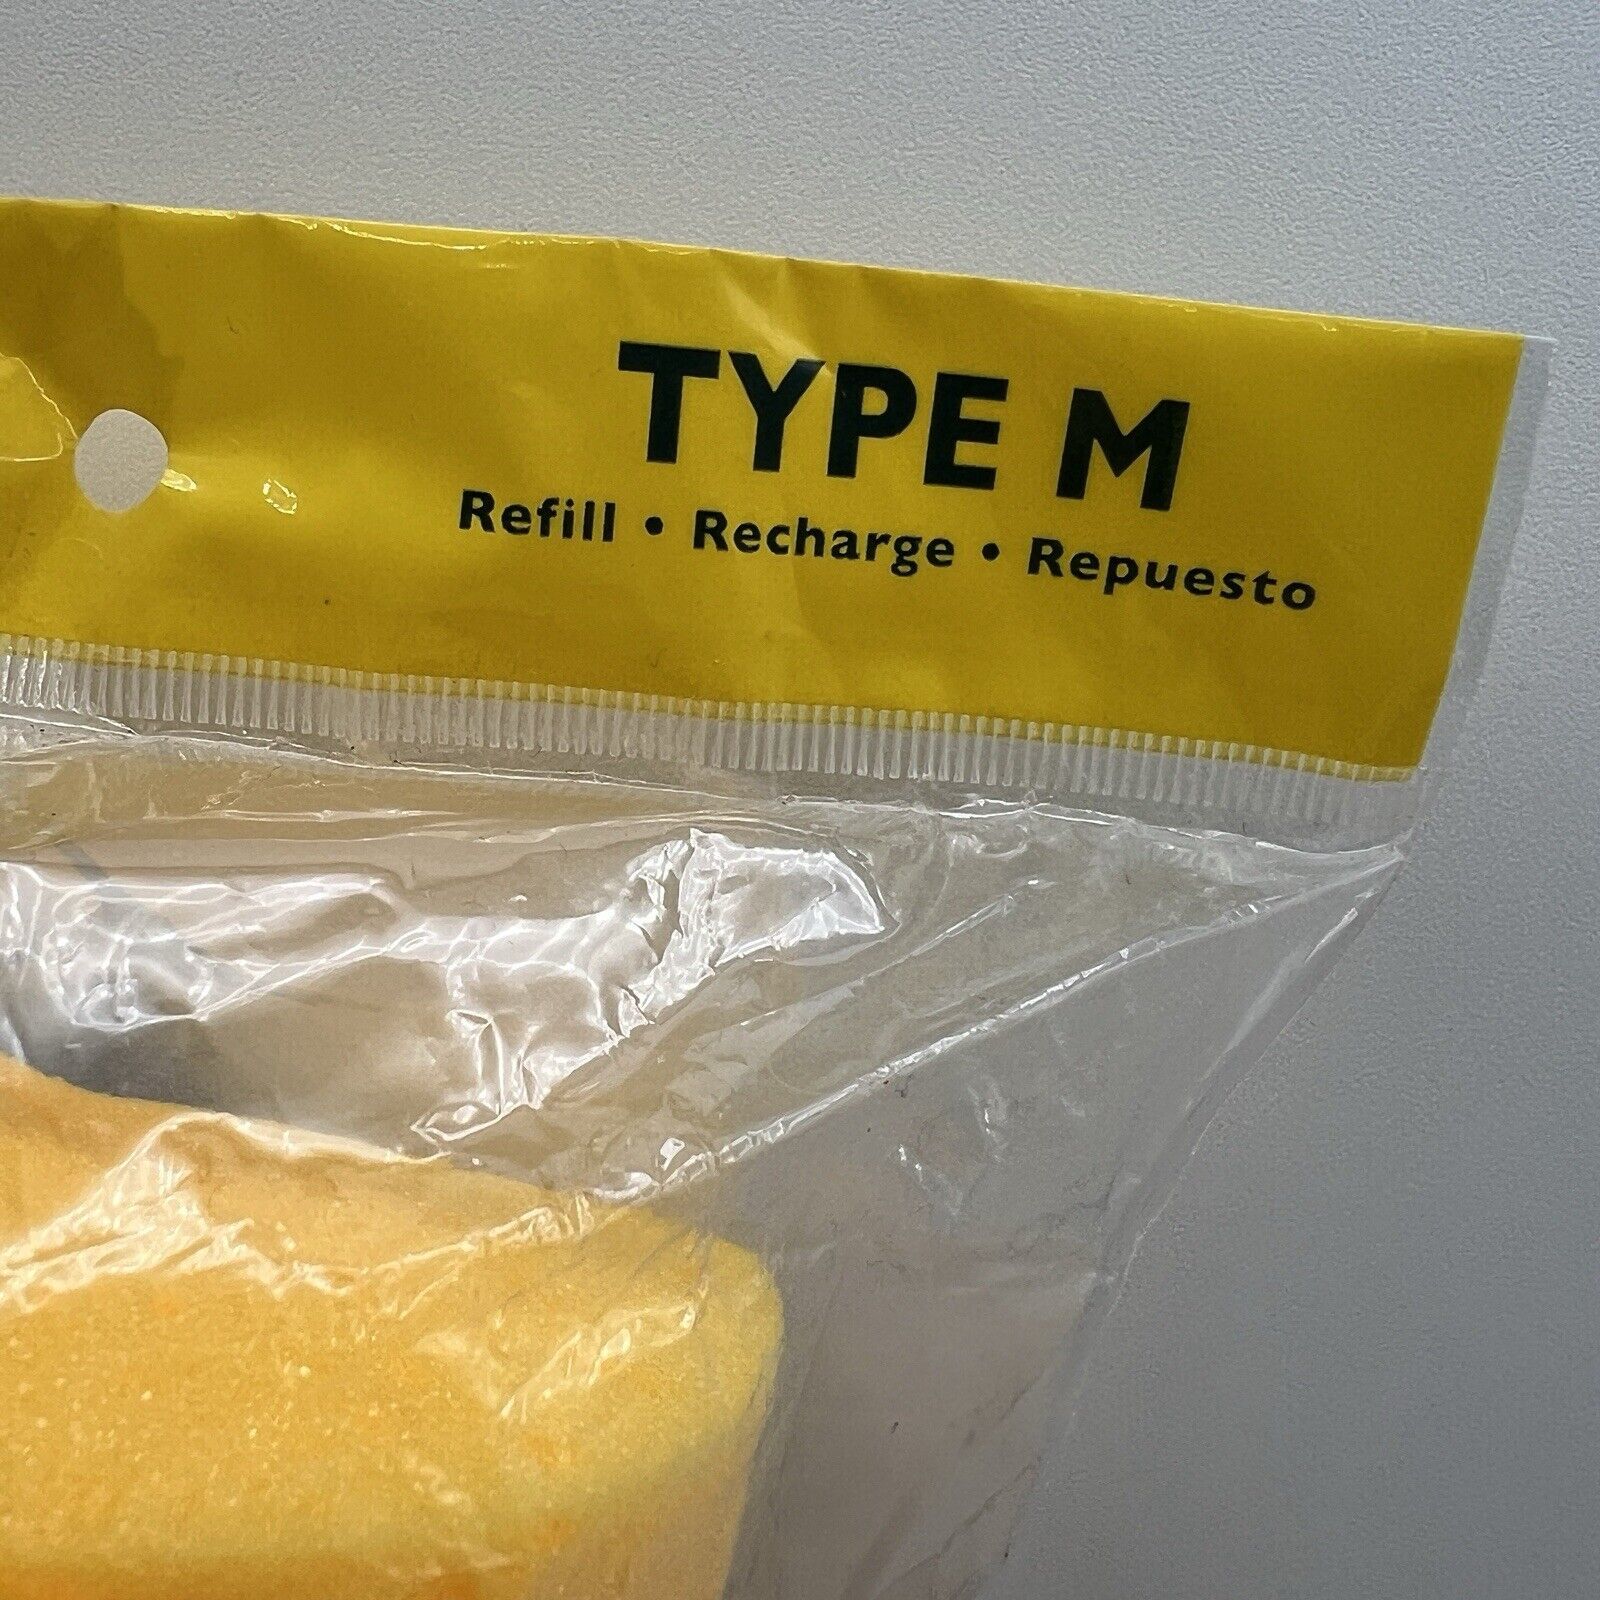 TYPE M
Refill • Recharge • Repuesto